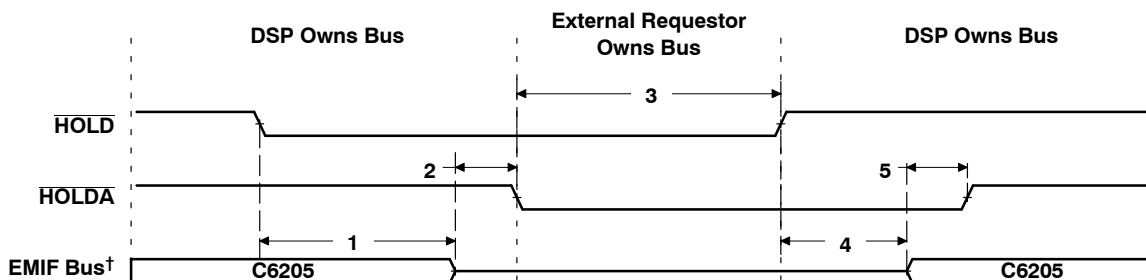 DSP Owns Bus
External Requestor
Owns Bus
DSP Owns Bus
3
HOLD
2
5
HOLDA
1
4
EMIF Bus†
C6205
C6205